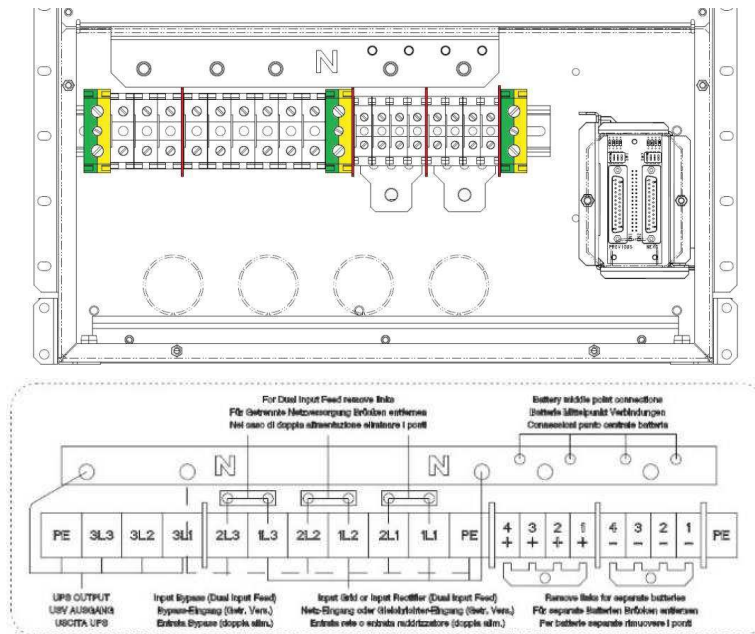 N
PREVIOUS NEXT
For Dual Input Feed remove links
Für Getrennte Netzversorgung Brücken entfernen
Nel caso di doppia alimentazione eliminare i ponti
Battery middle point connections
Batterie Mittelpunkt Verbindungen
Connessioni punto centrale batteria
N N
PE 3L3 3L2 3L1 2L3 1L3 2L2 1L2 2L1 1L1 PE 4 3 2 1 4 3 2 1 PE
+ + + + - - - -
UPS OUTPUT
USV AUSGANG
USCITA UPS
Input Bypass (Dual Input Feed)
Bypass-Eingang (Getr. Vers.)
Entrata Bypass (doppia alim.)
Input Grid or Input Rectifier (Dual Input Feed)
Netz-Eingang oder Gleichrichter-Eingang (Getr. Vers.)
Entrata rete o entrata raddrizzatore (doppia alim.)
Remove links for separate batteries
Für separate Batterien Brücken entfernen
Per batterie separate rimuovere i ponti